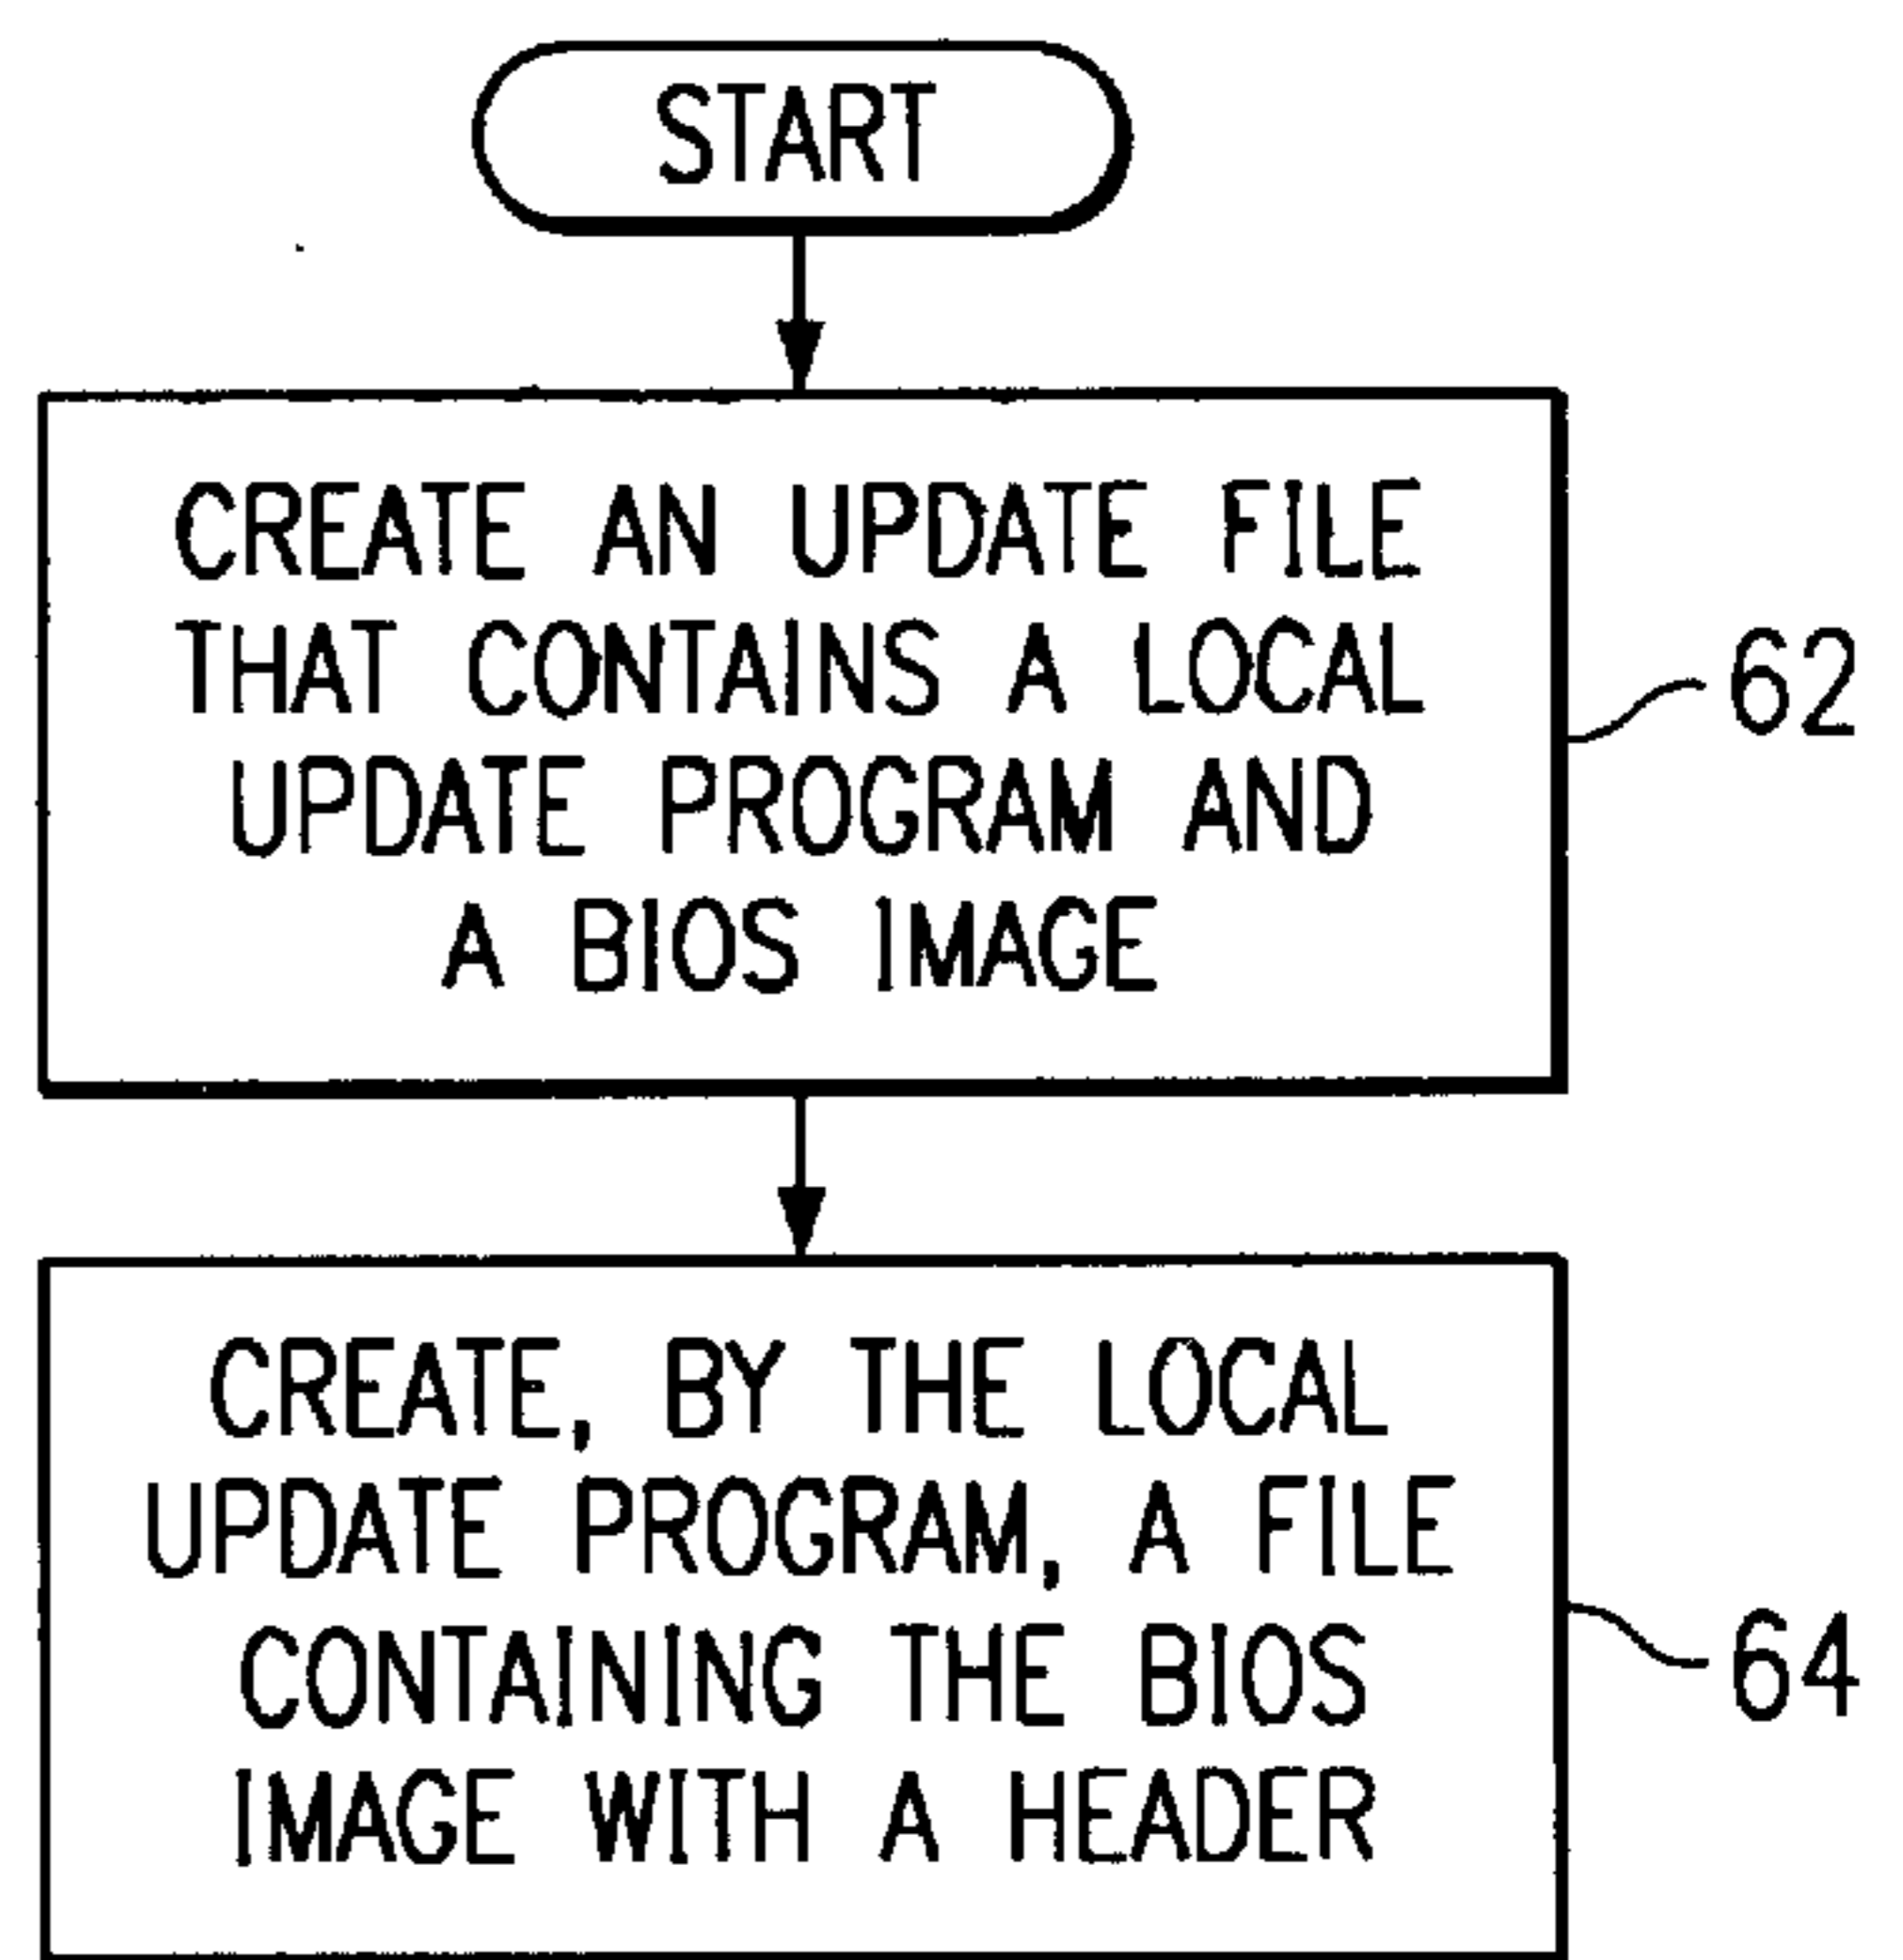 START
CREATE AN UPDATE FILE
THAT CONTAINS A LOCAL
UPDATE PROGRAM AND
A BIOS IMAGE
62
CREATE, BY THE LOCAL
UPDATE PROGRAM, A FILE
CONTAINING THE BIOS
IMAGE WITH A HEADER
64